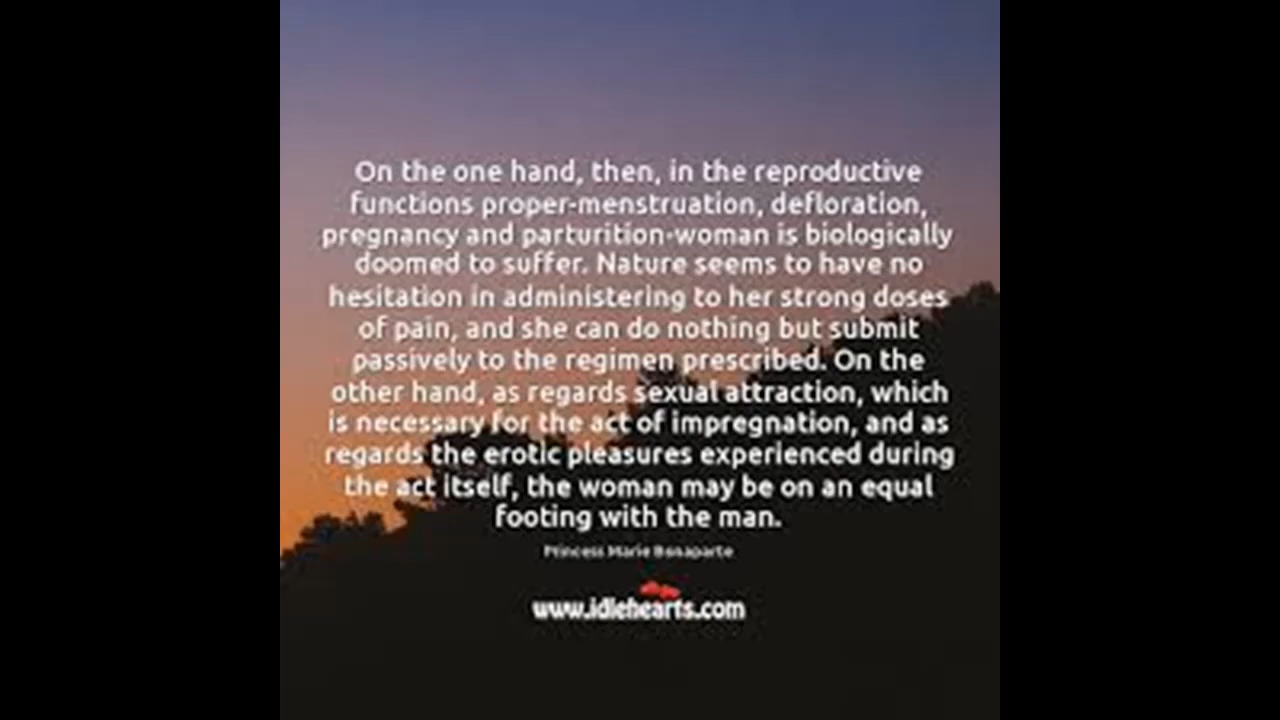 On the one hand, then, in the reproductive
functions proper-menstruation, defloration,
pregnancy and parturition-woman is biologically
doomed to suffer. Nature seems to have no
hesitation in administering to her strong doses
of pain, and she can do nothing but submit
passively to the regimen prescribed. On the
other hand, as regards sexual attraction, which
is necessary for the act of impregnation, and as
regards the erotic pleasures experienced during
the act itself, the woman may be on an equal
footing with the man.
Princess Marie Bonaparte
www.idlehearts.com